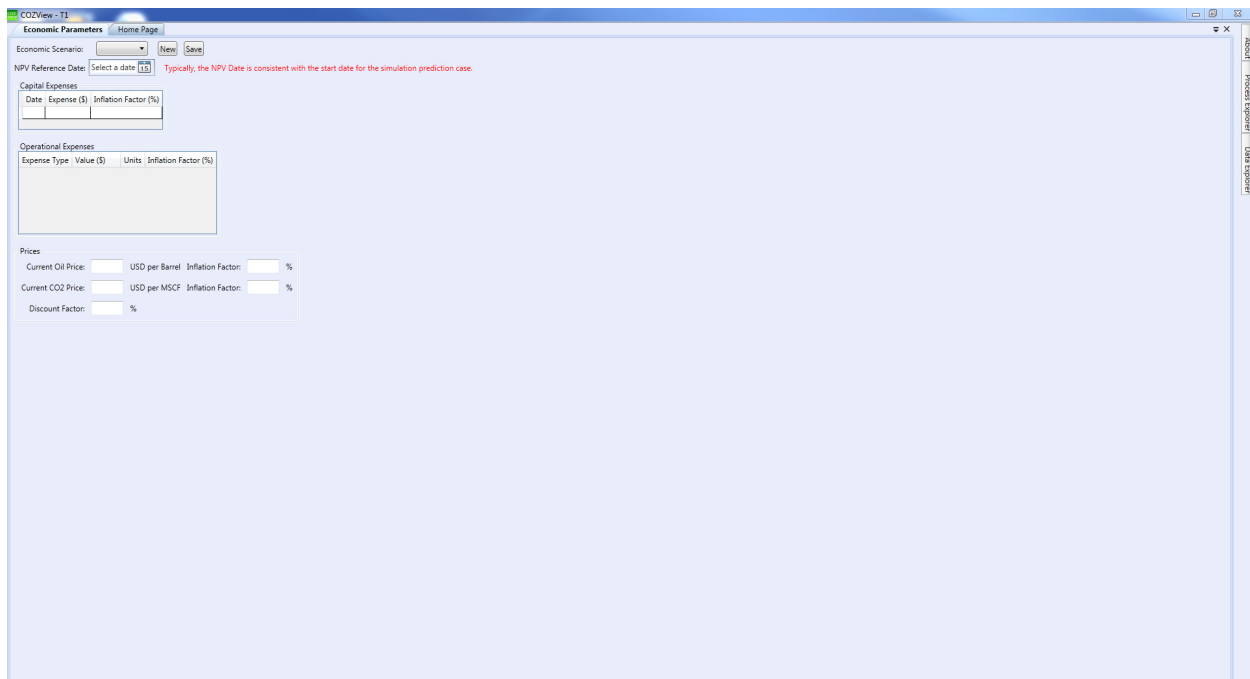 COZView - T1
Economic Parameters Home Page
Economic Scenario: New Save
NPV Reference Date: Select a date 15 Typically, the NPV Date is consistent with the start date for the simulation prediction case.
Capital Expenses
Date Expense ($) Inflation Factor (%)
Operational Expenses
Expense Type Value ($) Units Inflation Factor (%)
Prices
Current Oil Price: USD per Barrel Inflation Factor: %
Current CO2 Price: USD per MSCF Inflation Factor: %
Discount Factor: %
About
Process Explorer
Data Explorer